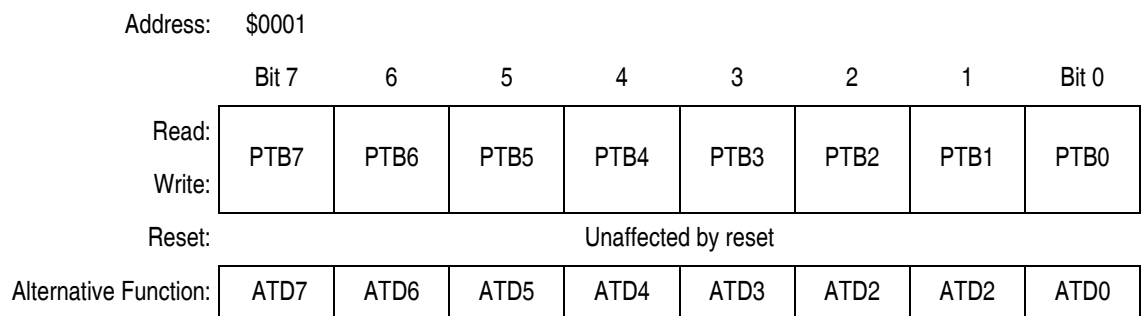 Address: $0001
Bit 7 6 5 4 3 2 1 Bit 0
Read:
PTB7 PTB6 PTB5 PTB4 PTB3 PTB2 PTB1 PTB0
Write:
Reset: Unaffected by reset
Alternative Function: ATD7 ATD6 ATD5 ATD4 ATD3 ATD2 ATD2 ATD0